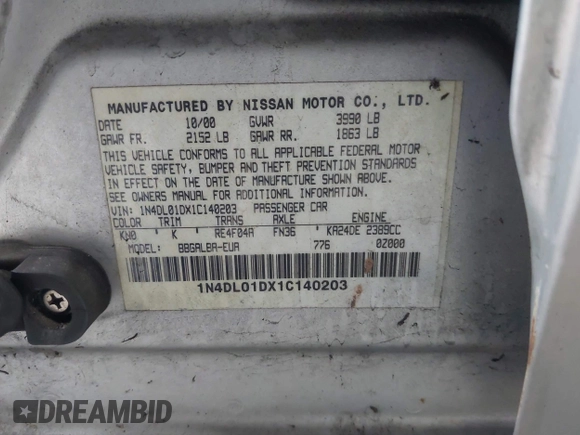 MANUFACTURED BY NISSAN MOTOR CO., LTD.
DATE 10/00 GVWR 3990 LB
GAWR FR. 2152 LB GAWR RR. 1863 LB
THIS VEHICLE CONFORMS TO ALL APPLICABLE FEDERAL MOTOR
VEHICLE SAFETY, BUMPER AND THEFT PREVENTION STANDARDS
IN EFFECT ON THE DATE OF MANUFACTURE SHOWN ABOVE.
SEE OWNERS MANUAL FOR ADDITIONAL INFORMATION.
VIN: 1N4DL01DX1C140203 PASSENGER CAR
COLOR TRIM TRANS AXLE ENGINE
KN0 K RE4F04A FN36 KA24DE 2389CC
MODEL: BBGALBA-EUA 776 0Z000
1N4DL01DX1C140203
DREAMBID